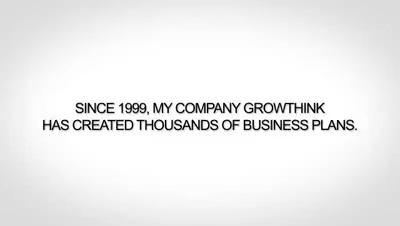 SINCE 1999, MY COMPANY GROWTHINK
HAS CREATED THOUSANDS OF BUSINESS PLANS.